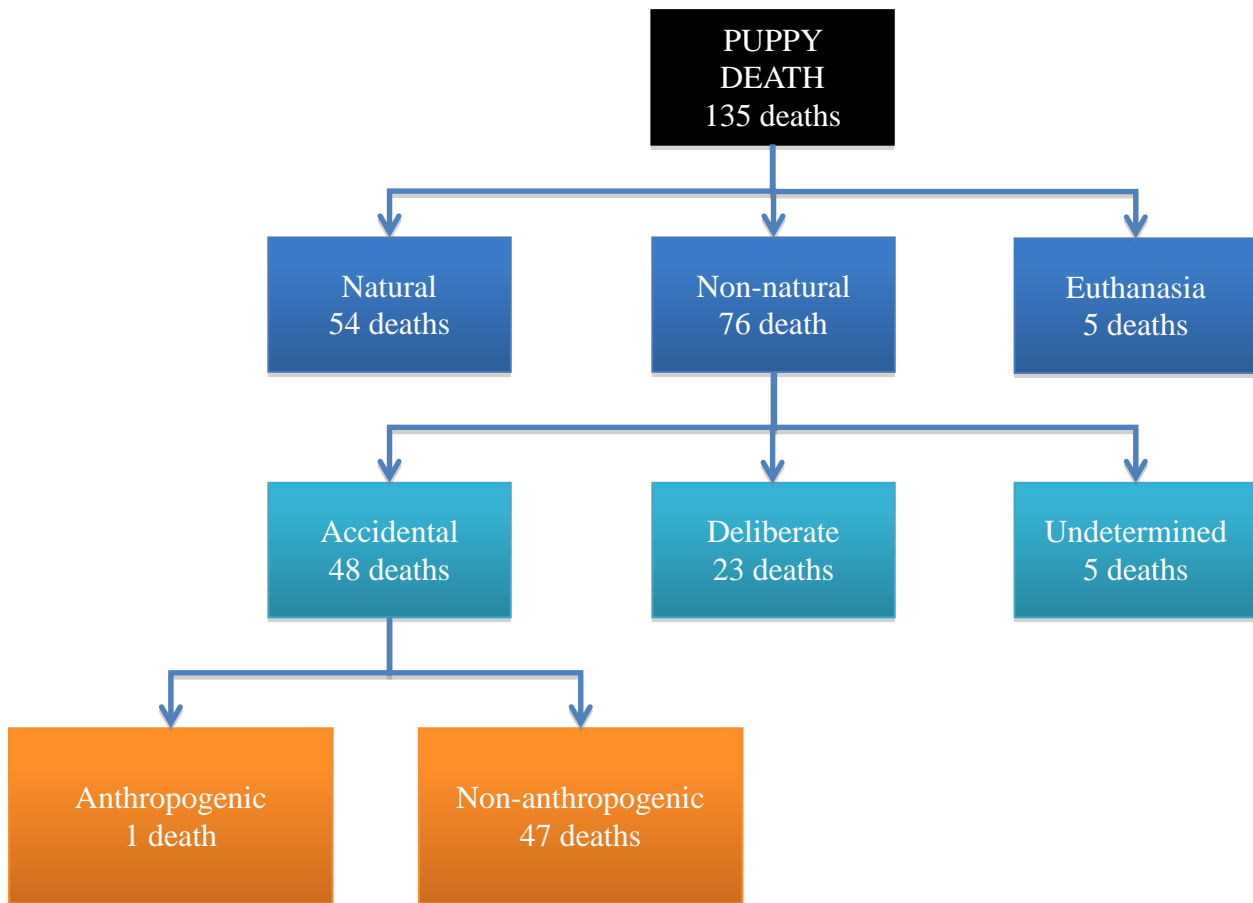 PUPPY
DEATH
135 deaths
Natural
54 deaths
Non-natural
76 death
Euthanasia
5 deaths
Accidental
48 deaths
Deliberate
23 deaths
Undetermined
5 deaths
Anthropogenic
1 death
Non-anthropogenic
47 deaths